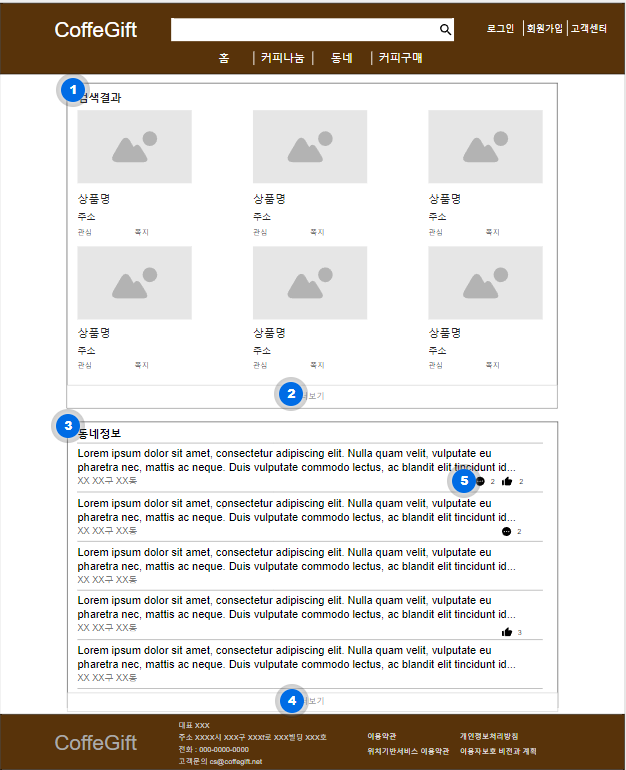 CoffeGift
로그인 회원가입 고객센터
홈 커피나눔 동네 커피구매
1
검색결과
상품명 상품명 상품명
주소 주소 주소
관심 쪽지 관심 쪽지 관심 쪽지
상품명 상품명 상품명
주소 주소 주소
관심 쪽지 관심 쪽지 관심 쪽지
2 더보기
3
동네정보
Lorem ipsum dolor sit amet, consectetur adipiscing elit. Nulla quam velit, vulputate eu
pharetra nec, mattis ac neque. Duis vulputate commodo lectus, ac blandit elit tincidunt id...
XX XX구 XX동 5 2 2
Lorem ipsum dolor sit amet, consectetur adipiscing elit. Nulla quam velit, vulputate eu
pharetra nec, mattis ac neque. Duis vulputate commodo lectus, ac blandit elit tincidunt id...
XX XX구 XX동 2
Lorem ipsum dolor sit amet, consectetur adipiscing elit. Nulla quam velit, vulputate eu
pharetra nec, mattis ac neque. Duis vulputate commodo lectus, ac blandit elit tincidunt id...
XX XX구 XX동
Lorem ipsum dolor sit amet, consectetur adipiscing elit. Nulla quam velit, vulputate eu
pharetra nec, mattis ac neque. Duis vulputate commodo lectus, ac blandit elit tincidunt id...
XX XX구 XX동 3
Lorem ipsum dolor sit amet, consectetur adipiscing elit. Nulla quam velit, vulputate eu
pharetra nec, mattis ac neque. Duis vulputate commodo lectus, ac blandit elit tincidunt id...
XX XX구 XX동
4 더보기
CoffeGift
대표 XXX
주소 XXXX시 XXX구 XXX로 XXX빌딩 XXX호
전화 : 000-0000-0000
고객문의 cs@coffegift.net
이용약관 개인정보처리방침
위치기반서비스 이용약관 이용자보호 비전과 계획